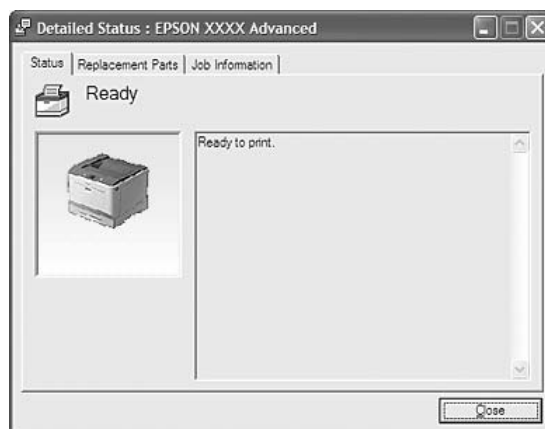 Detailed Status : EPSON XXXX Advanced
Status Replacement Parts Job Information
Ready
Ready to print.
Close